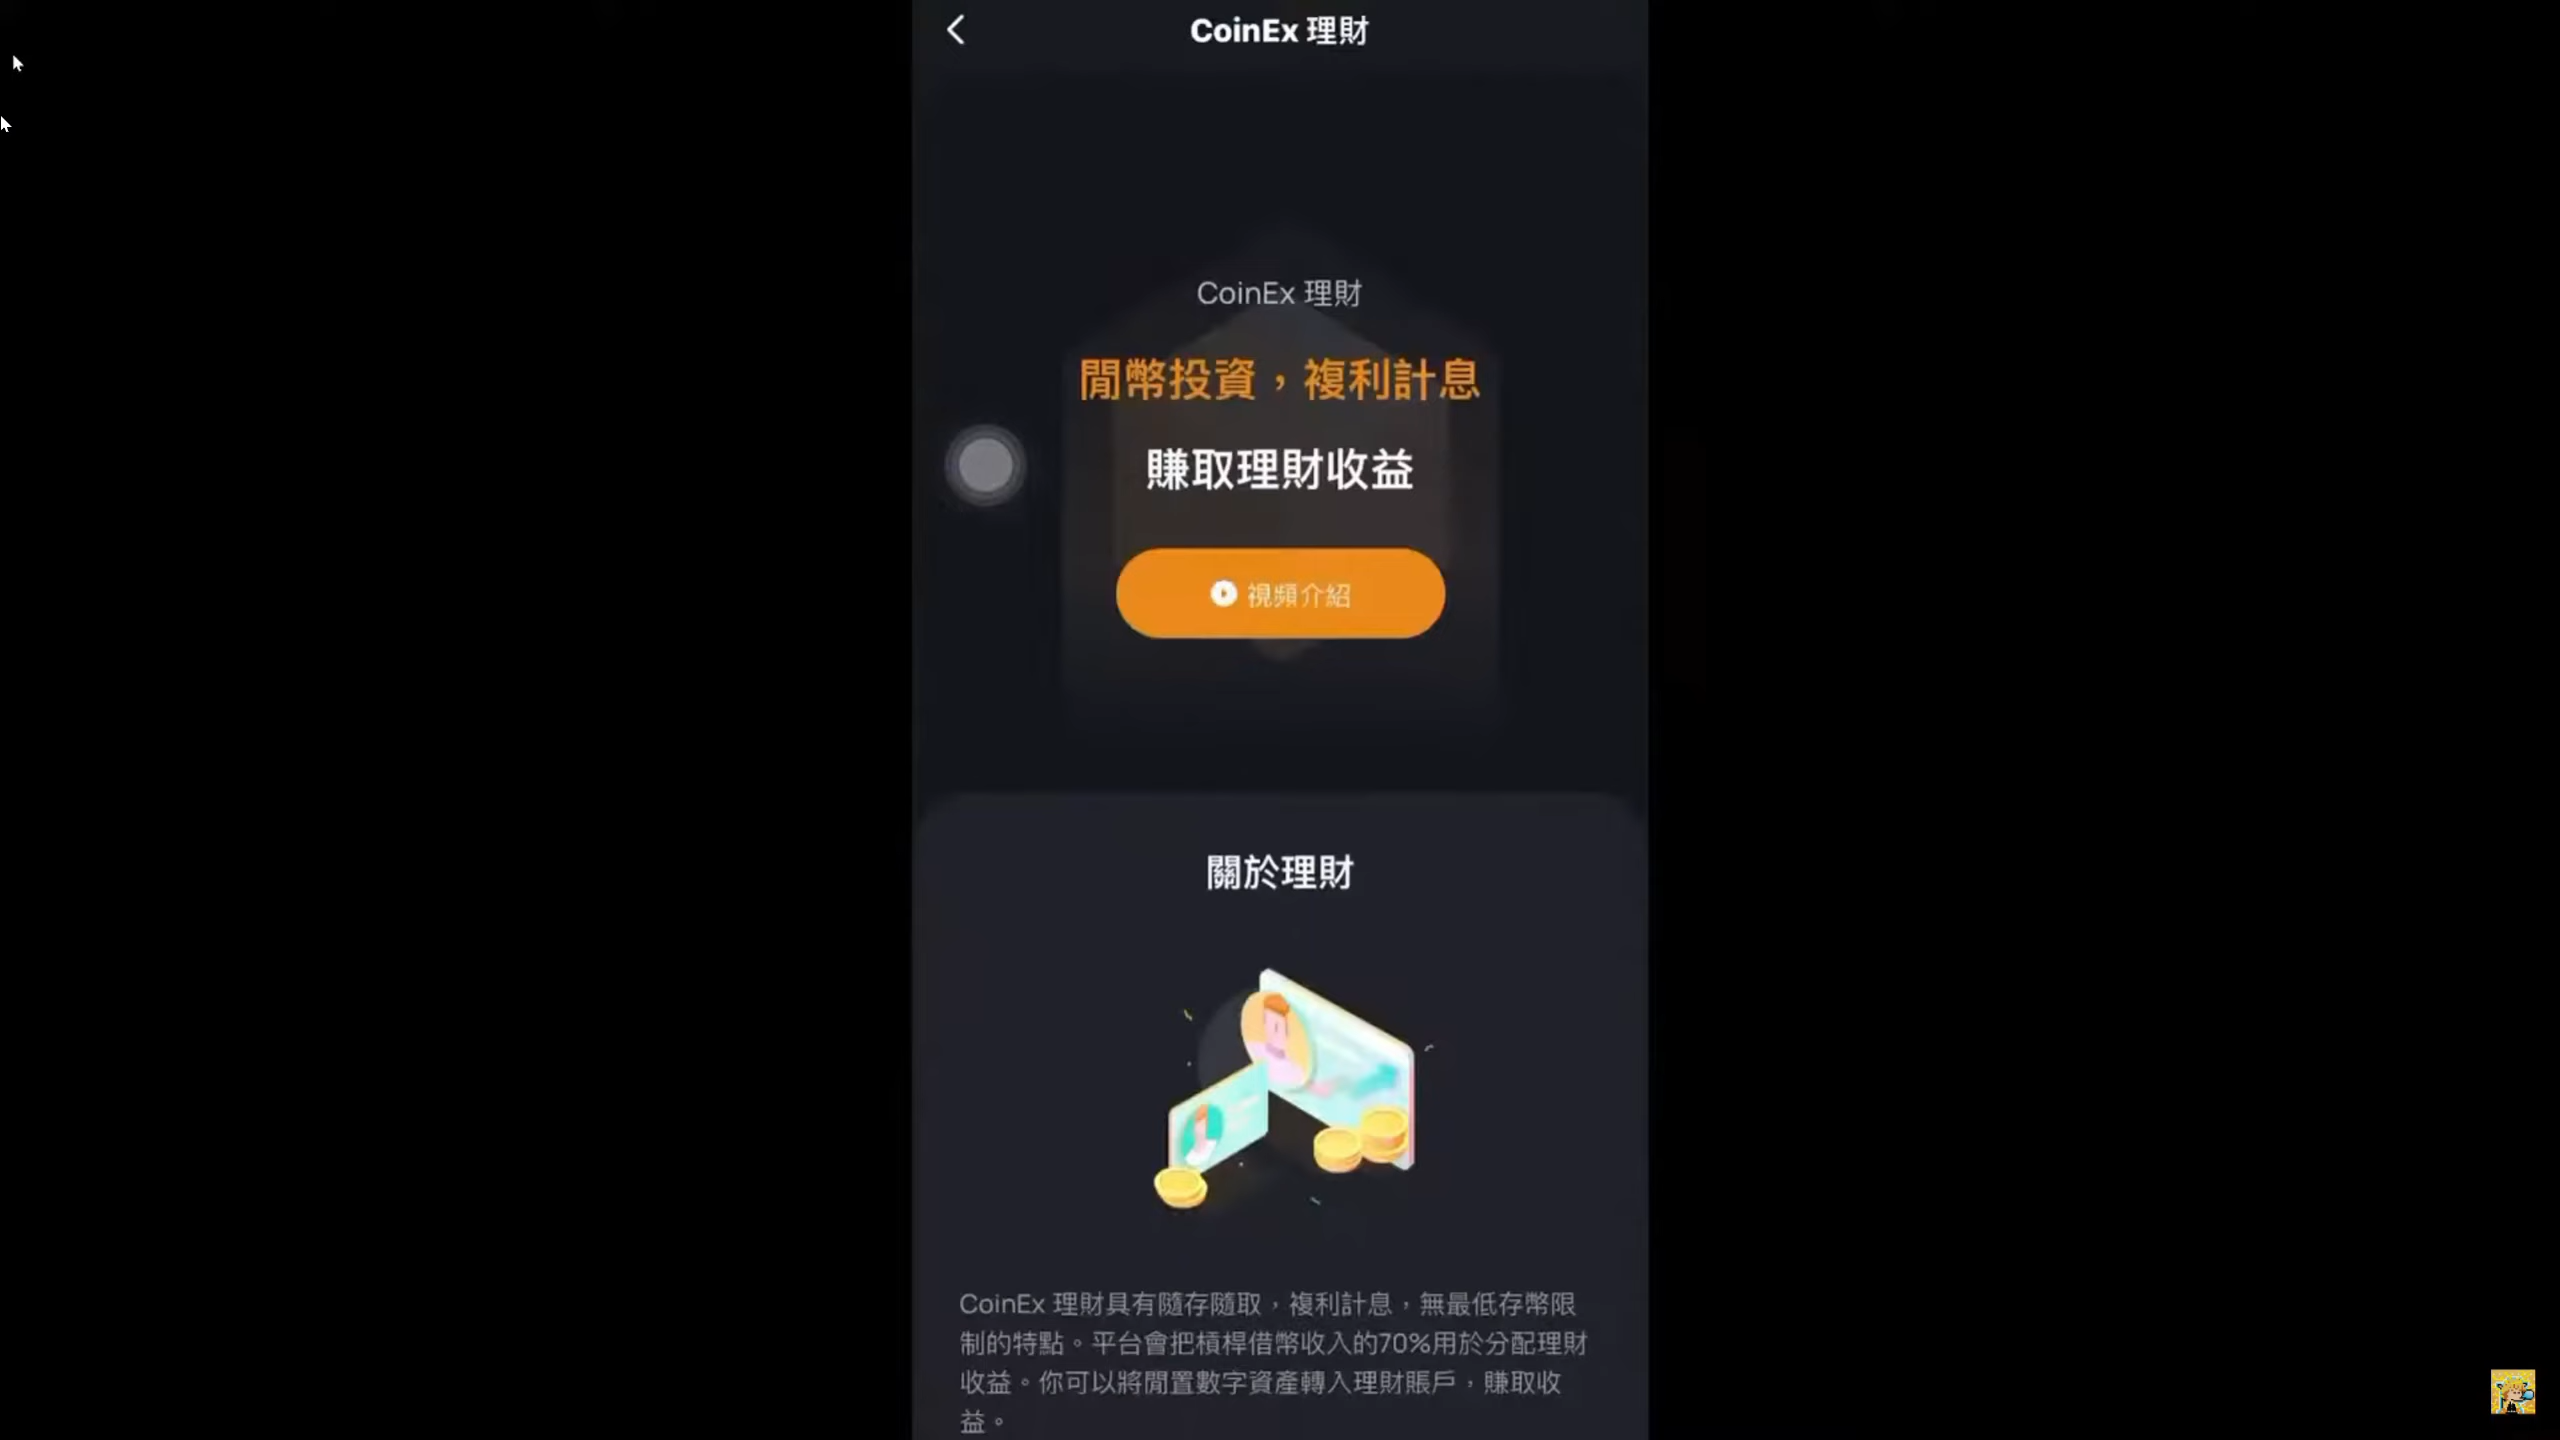 CoinEx 理財
CoinEx 理財
閒幣投資，複利計息
賺取理財收益
視頻介紹
關於理財
CoinEx 理財具有隨存隨取，複利計息，無最低存幣限
制的特點。平台會把槓桿借幣收入的70%用於分配理財
收益。你可以將閒置數字資產轉入理財賬戶，賺取收
益。